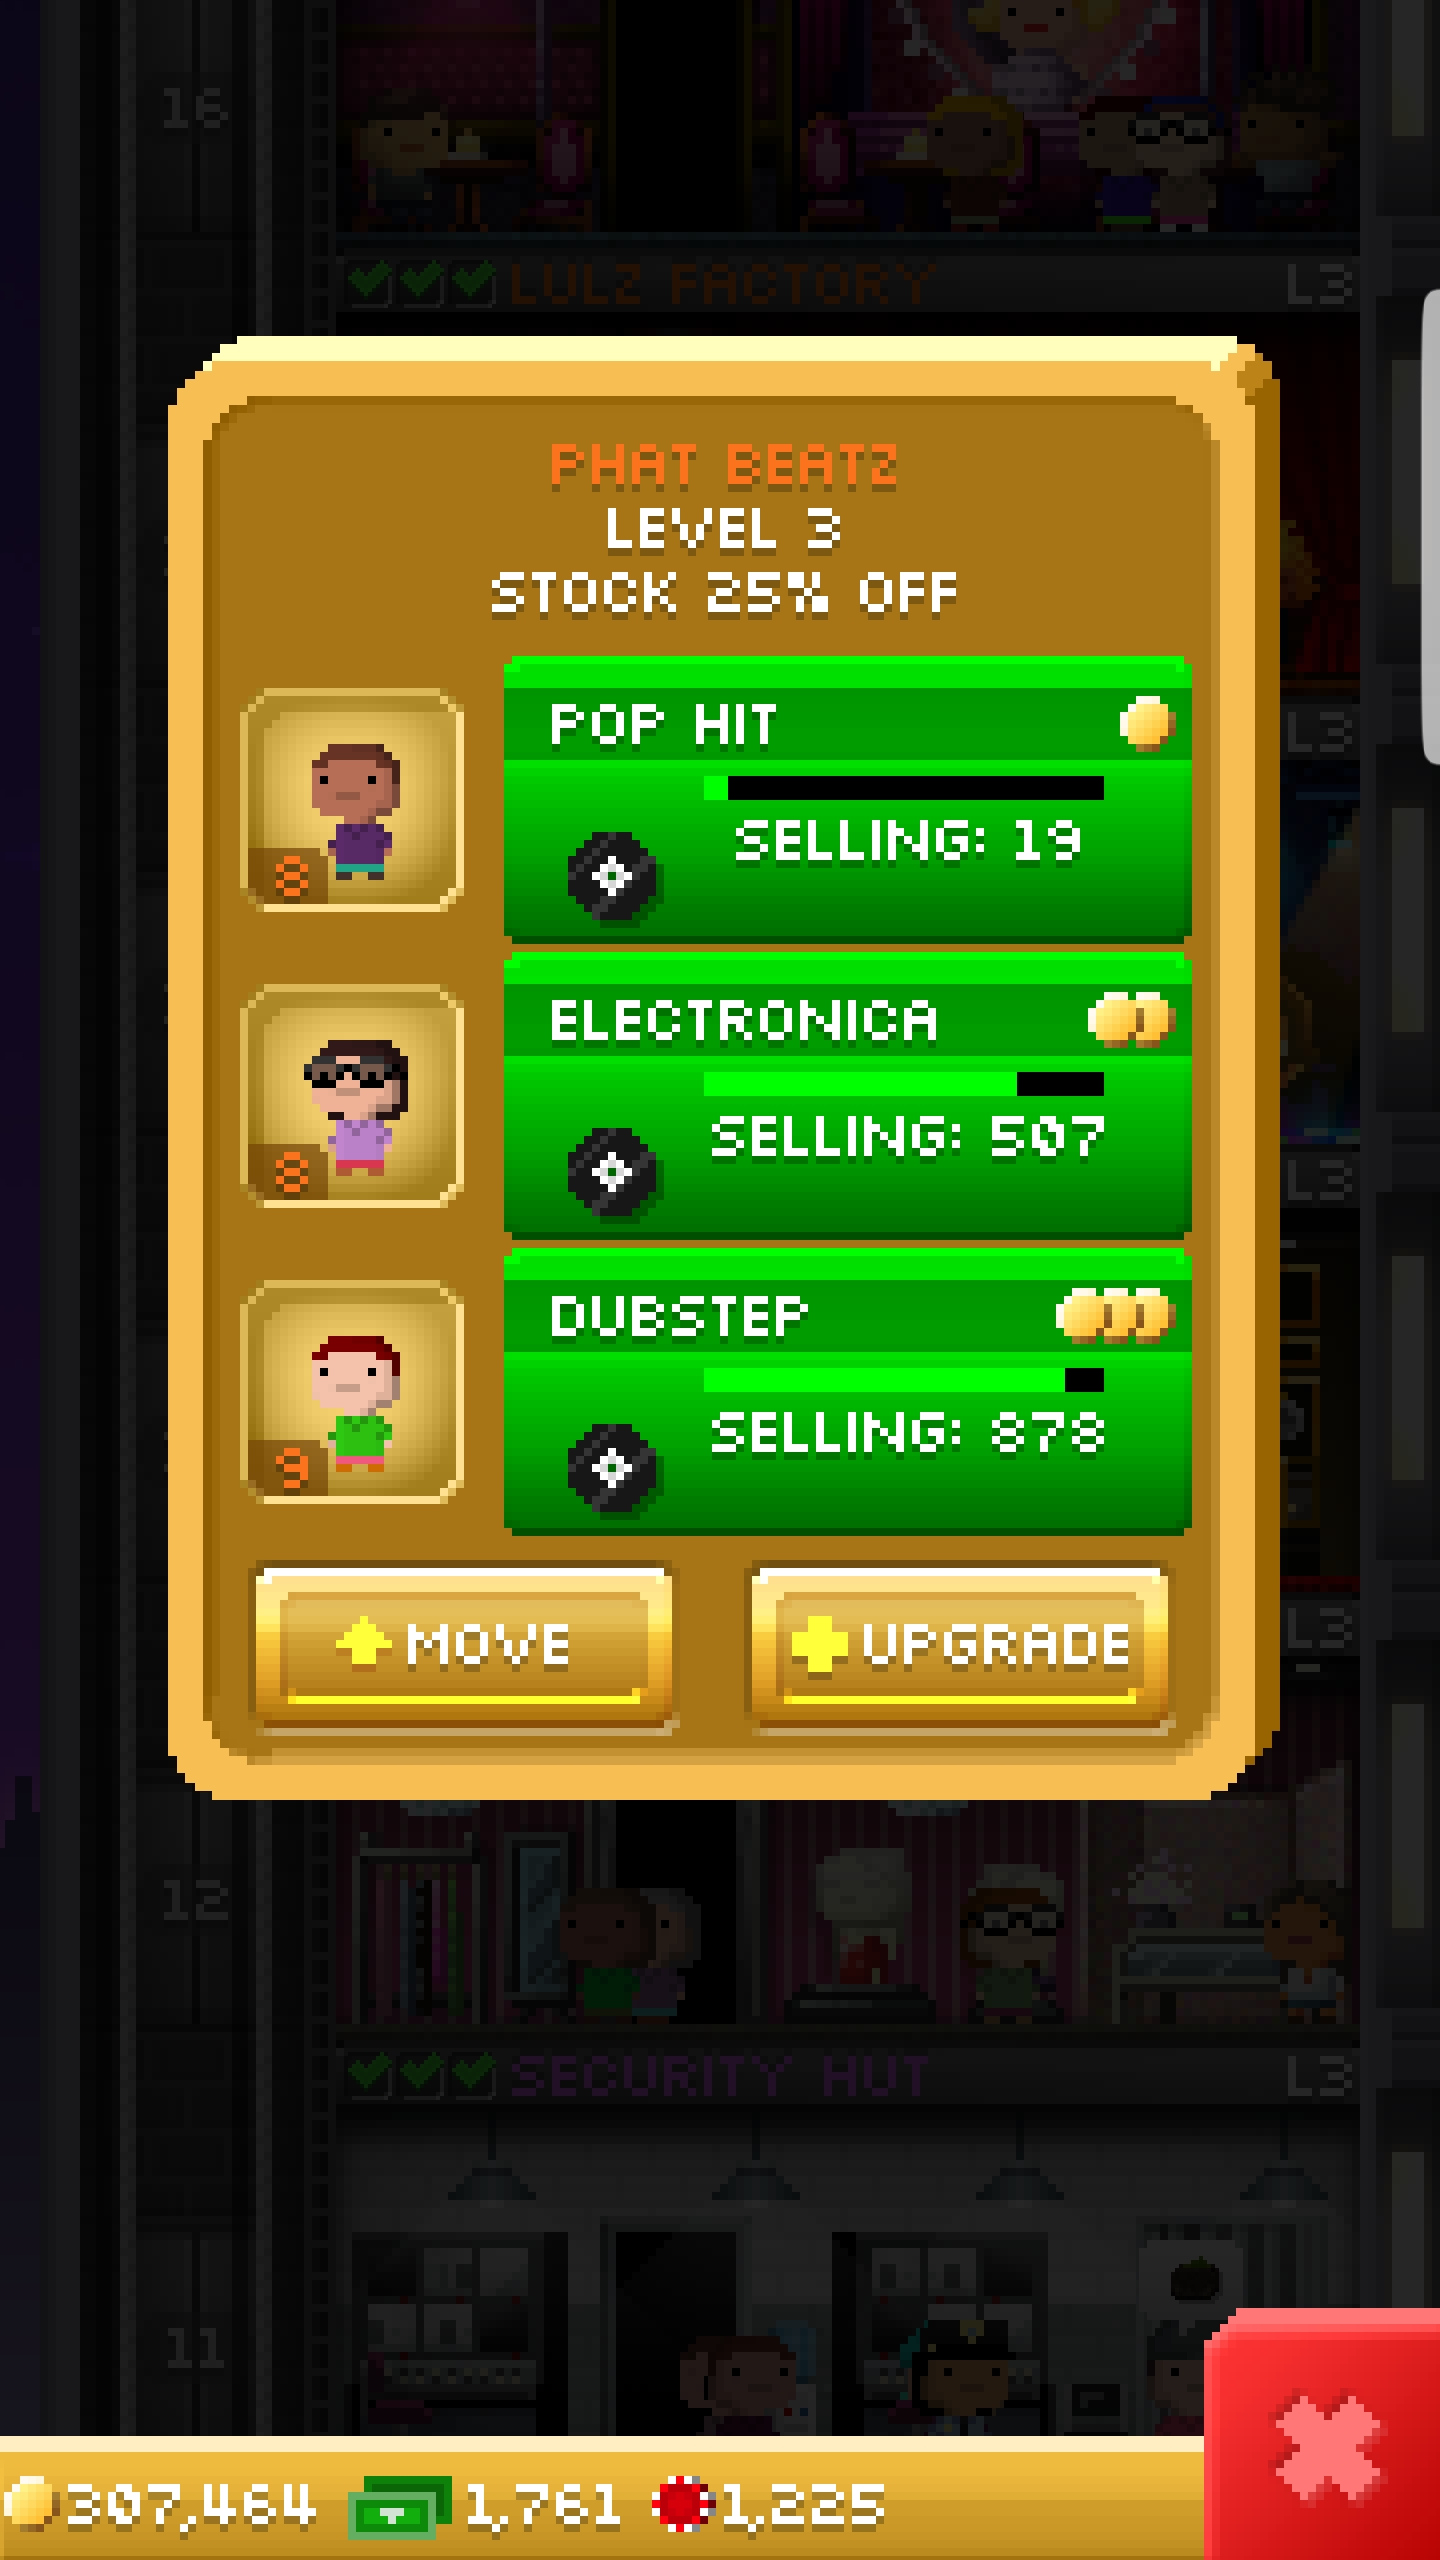 16
LULZ FACTORY L3
PHAT BEATZ
LEVEL 3
STOCK 25% OFF
POP HIT
L3
SELLING: 19
8
ELECTRONICA
SELLING: 507
L3
8
DUBSTEP
SELLING: 878
9
MOVE UPGRADE
L3
12
SECURITY HUT L3
11
307,464 1,761 1,225